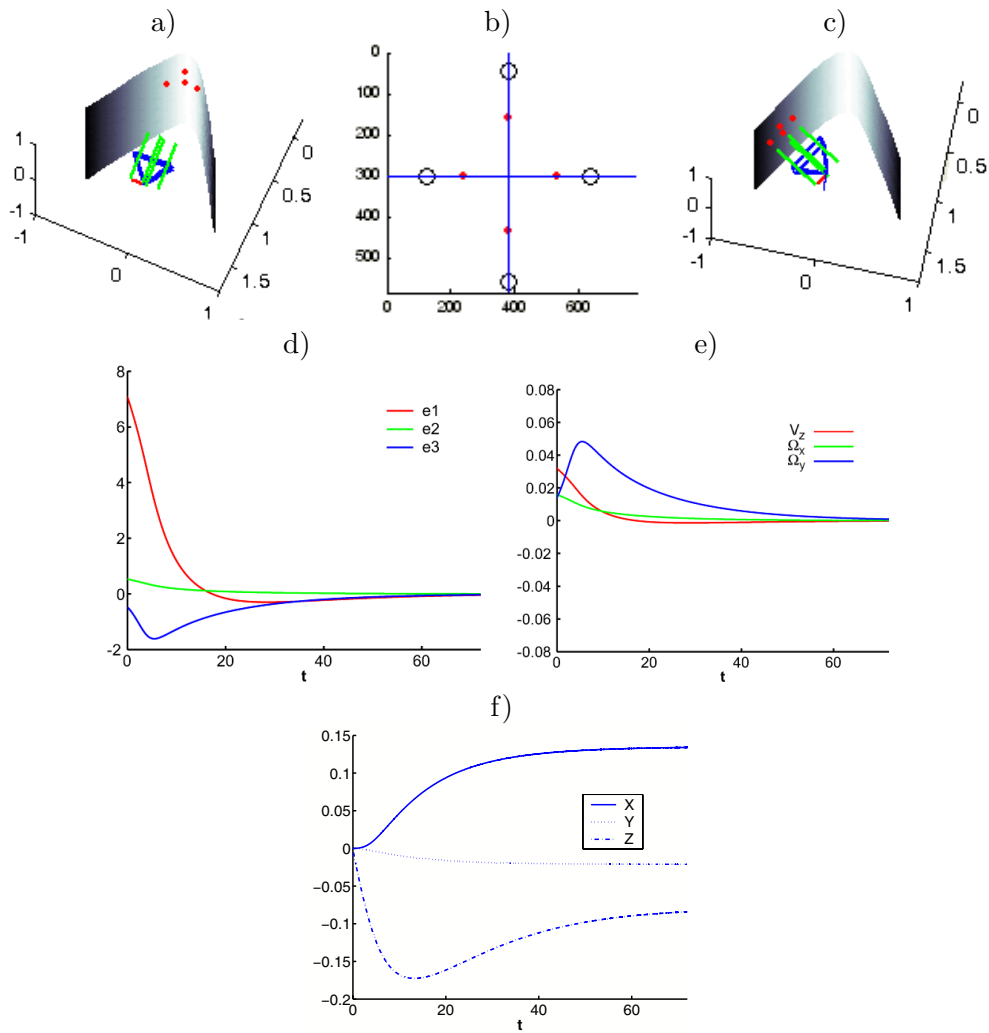 a) b) c)
1
0
-1
-1
0
1
0
0.5
1
1.5
0
100
200
300
400
500
0 200 400 600
1
0
-1
-1
0
1
0
0.5
1
1.5
d) e)
8
6
4
2
0
-2
0 20 40 60
t
e1
e2
e3
0.08
0.06
0.04
0.02
0
-0.02
-0.04
-0.06
-0.08
0 20 40 60
t
Vz
Ωx
Ωy
f)
0.15
0.1
0.05
0
−0.05
−0.1
−0.15
−0.2
0 20 40 60
t
X
Y
Z